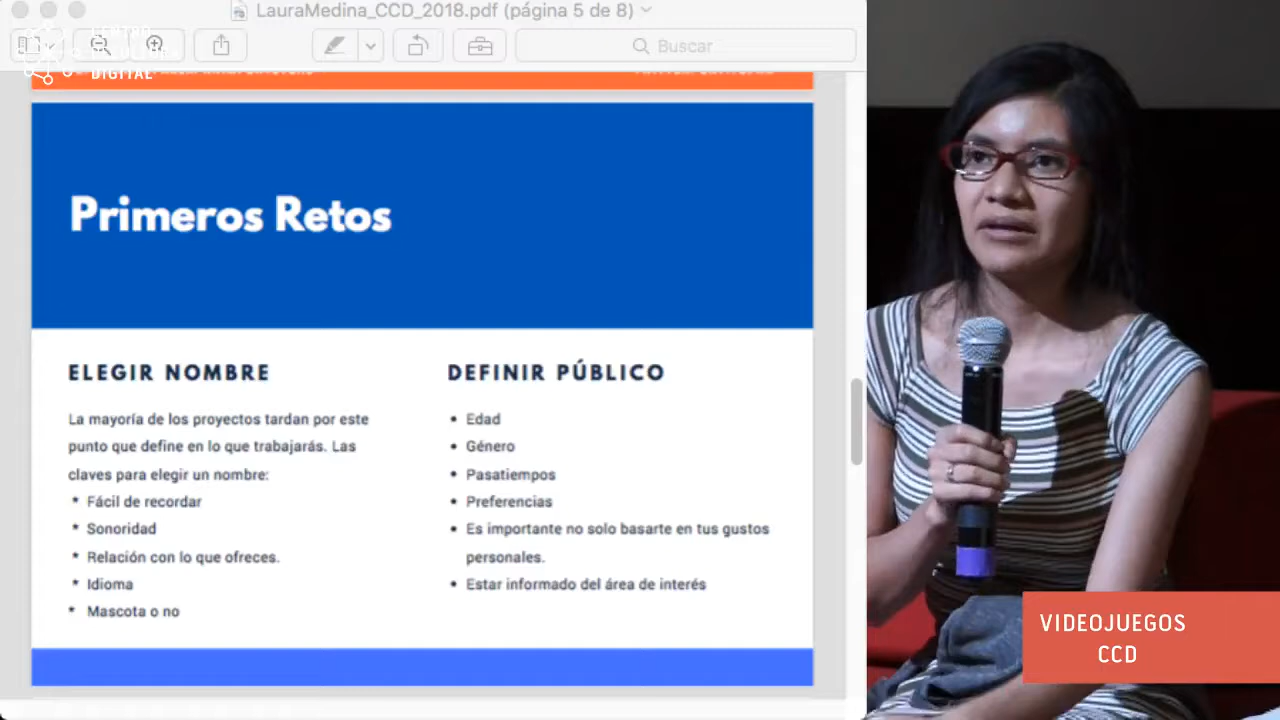 LauraMedina_CCD_2018.pdf (página 5 de 8)
Buscar
DIGITAL
Primeros Retos
ELEGIR NOMBRE
La mayoría de los proyectos tardan por este
punto que define en lo que trabajarás. Las
claves para elegir un nombre:
* Fácil de recordar
* Sonoridad
* Relación con lo que ofreces.
* Idioma
* Mascota o no
DEFINIR PÚBLICO
• Edad
• Género
• Pasatiempos
• Preferencias
• Es importante no solo basarte en tus gustos
personales.
• Estar informado del área de interés
VIDEOJUEGOS
CCD